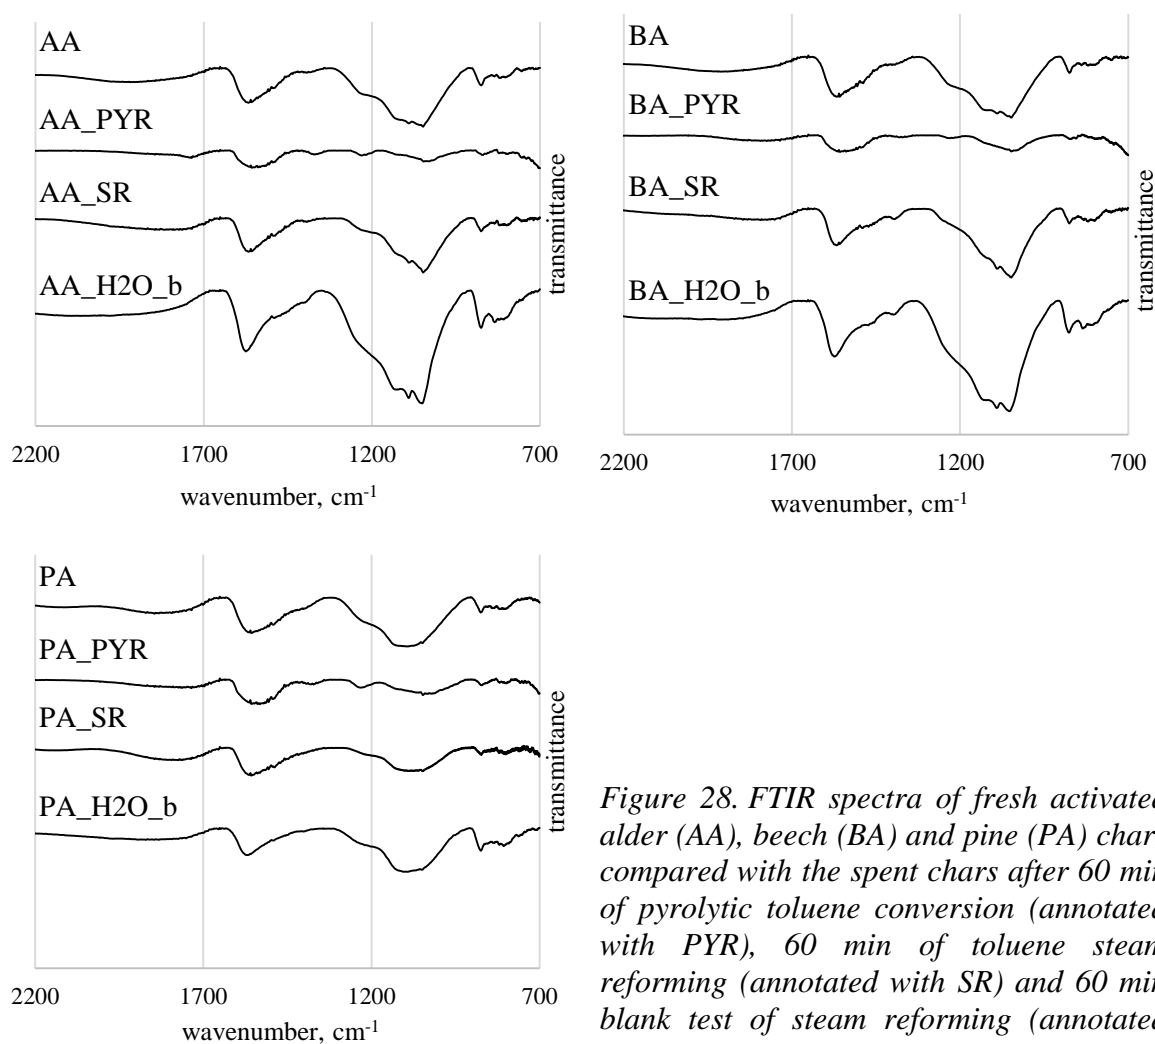 AA
AA_PYR
AA_SR
AA_H2O_b
transmittance
2200 1700 1200 700
wavenumber, cm-1
BA
BA_PYR
BA_SR
BA_H2O_b
transmittance
2200 1700 1200 700
wavenumber, cm-1
PA
PA_PYR
PA_SR
PA_H2O_b
transmittance
2200 1700 1200 700
wavenumber, cm-1
Figure 28. FTIR spectra of fresh activated
alder (AA), beech (BA) and pine (PA) char
compared with the spent chars after 60 min
of pyrolytic toluene conversion (annotated
with PYR), 60 min of toluene steam
reforming (annotated with SR) and 60 min
blank test of steam reforming (annotated